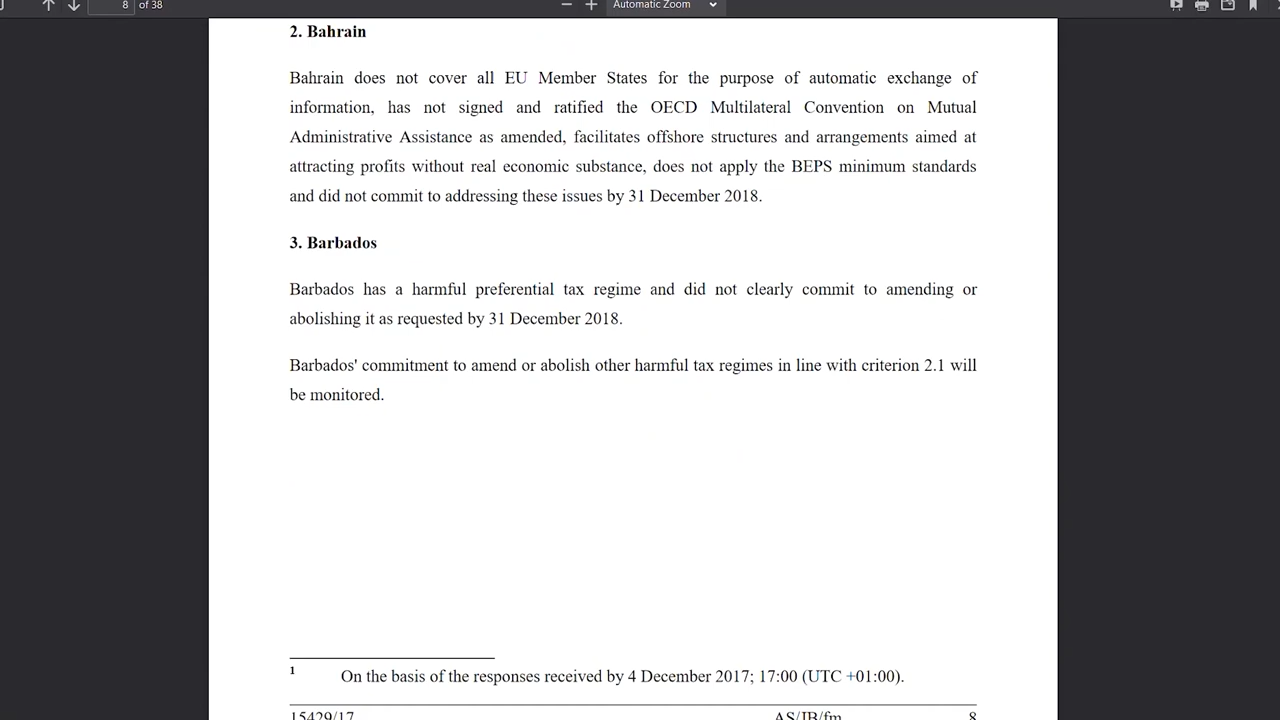 8 of 38 Automatic Zoom
2. Bahrain
Bahrain does not cover all EU Member States for the purpose of automatic exchange of
information, has not signed and ratified the OECD Multilateral Convention on Mutual
Administrative Assistance as amended, facilitates offshore structures and arrangements aimed at
attracting profits without real economic substance, does not apply the BEPS minimum standards
and did not commit to addressing these issues by 31 December 2018.
3. Barbados
Barbados has a harmful preferential tax regime and did not clearly commit to amending or
abolishing it as requested by 31 December 2018.
Barbados' commitment to amend or abolish other harmful tax regimes in line with criterion 2.1 will
be monitored.
1 On the basis of the responses received by 4 December 2017; 17:00 (UTC +01:00).
15429/17 AS/JB/fm 8